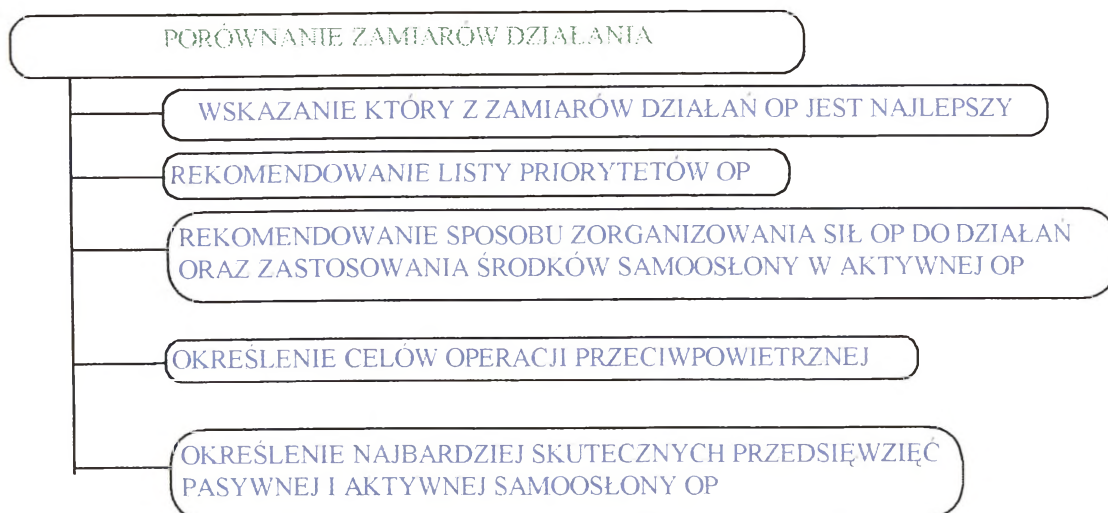 PORÓWNANIE ZAMIARÓW DZIAŁANIA
WSKAZANIE KTÓRY Z ZAMIARÓW DZIAŁAŃ OP JEST NAJLEPSZY
REKOMENDOWANIE LISTY PRIORYTETÓW OP
REKOMENDOWANIE SPOSOBU ZORGANIZOWANIA SIŁ OP DO DZIAŁAŃ
ORAZ ZASTOSOWANIA ŚRODKÓW SAMOOSŁONY W AKTYWNEJ OP
OKREŚLENIE CELÓW OPERACJI PRZECIWPOWIETRZNEJ
OKREŚLENIE NAJBARDZIEJ SKUTECZNYCH PRZEDSIĘWZIĘĆ
PASYWNEJ I AKTYWNEJ SAMOOSŁONY OP